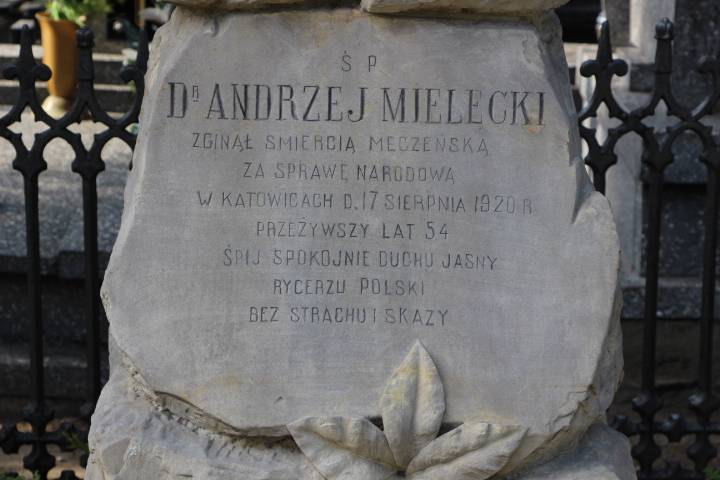 Ś P
Dr ANDRZEJ MIELECKI
ZGINĄŁ ŚMIERCIĄ MĘCZEŃSKĄ
ZA SPRAWĘ NARODOWĄ
W KATOWICACH D. 17 SIERPNIA 1920 R
PRZEŻYWSZY LAT 54
ŚPIJ SPOKOJNIE DUCHU JASNY
RYCERZU POLSKI
BEZ STRACHU I SKAZY